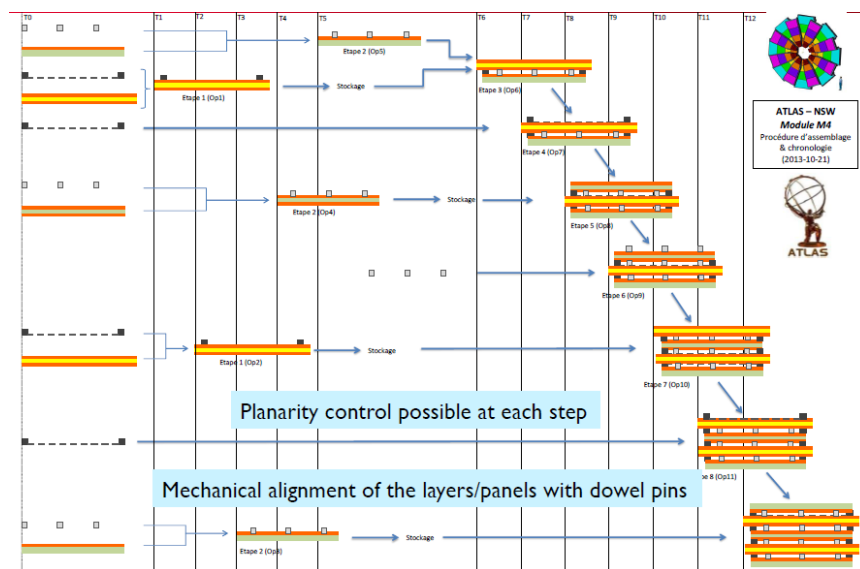 T0 T1 T2 T3 T4 T5 T6 T7 T8 T9 T10 T11 T12
Etape 2 (Op5)
Etape 1 (Op1)
Stockage
Etape 3 (Op6)
ATLAS – NSW
Module M4
Procédure d'assemblage
& chronologie
(2013-10-21)
Etape 4 (Op7)
Etape 2 (Op4)
Stockage
Etape 5 (Op8)
ATLAS
Etape 6 (Op9)
Etape 1 (Op2)
Stockage
Etape 7 (Op10)
Planarity control possible at each step
8 (Op11)
Mechanical alignment of the layers/panels with dowel pins
Stockage
Etape 2 (Op3)